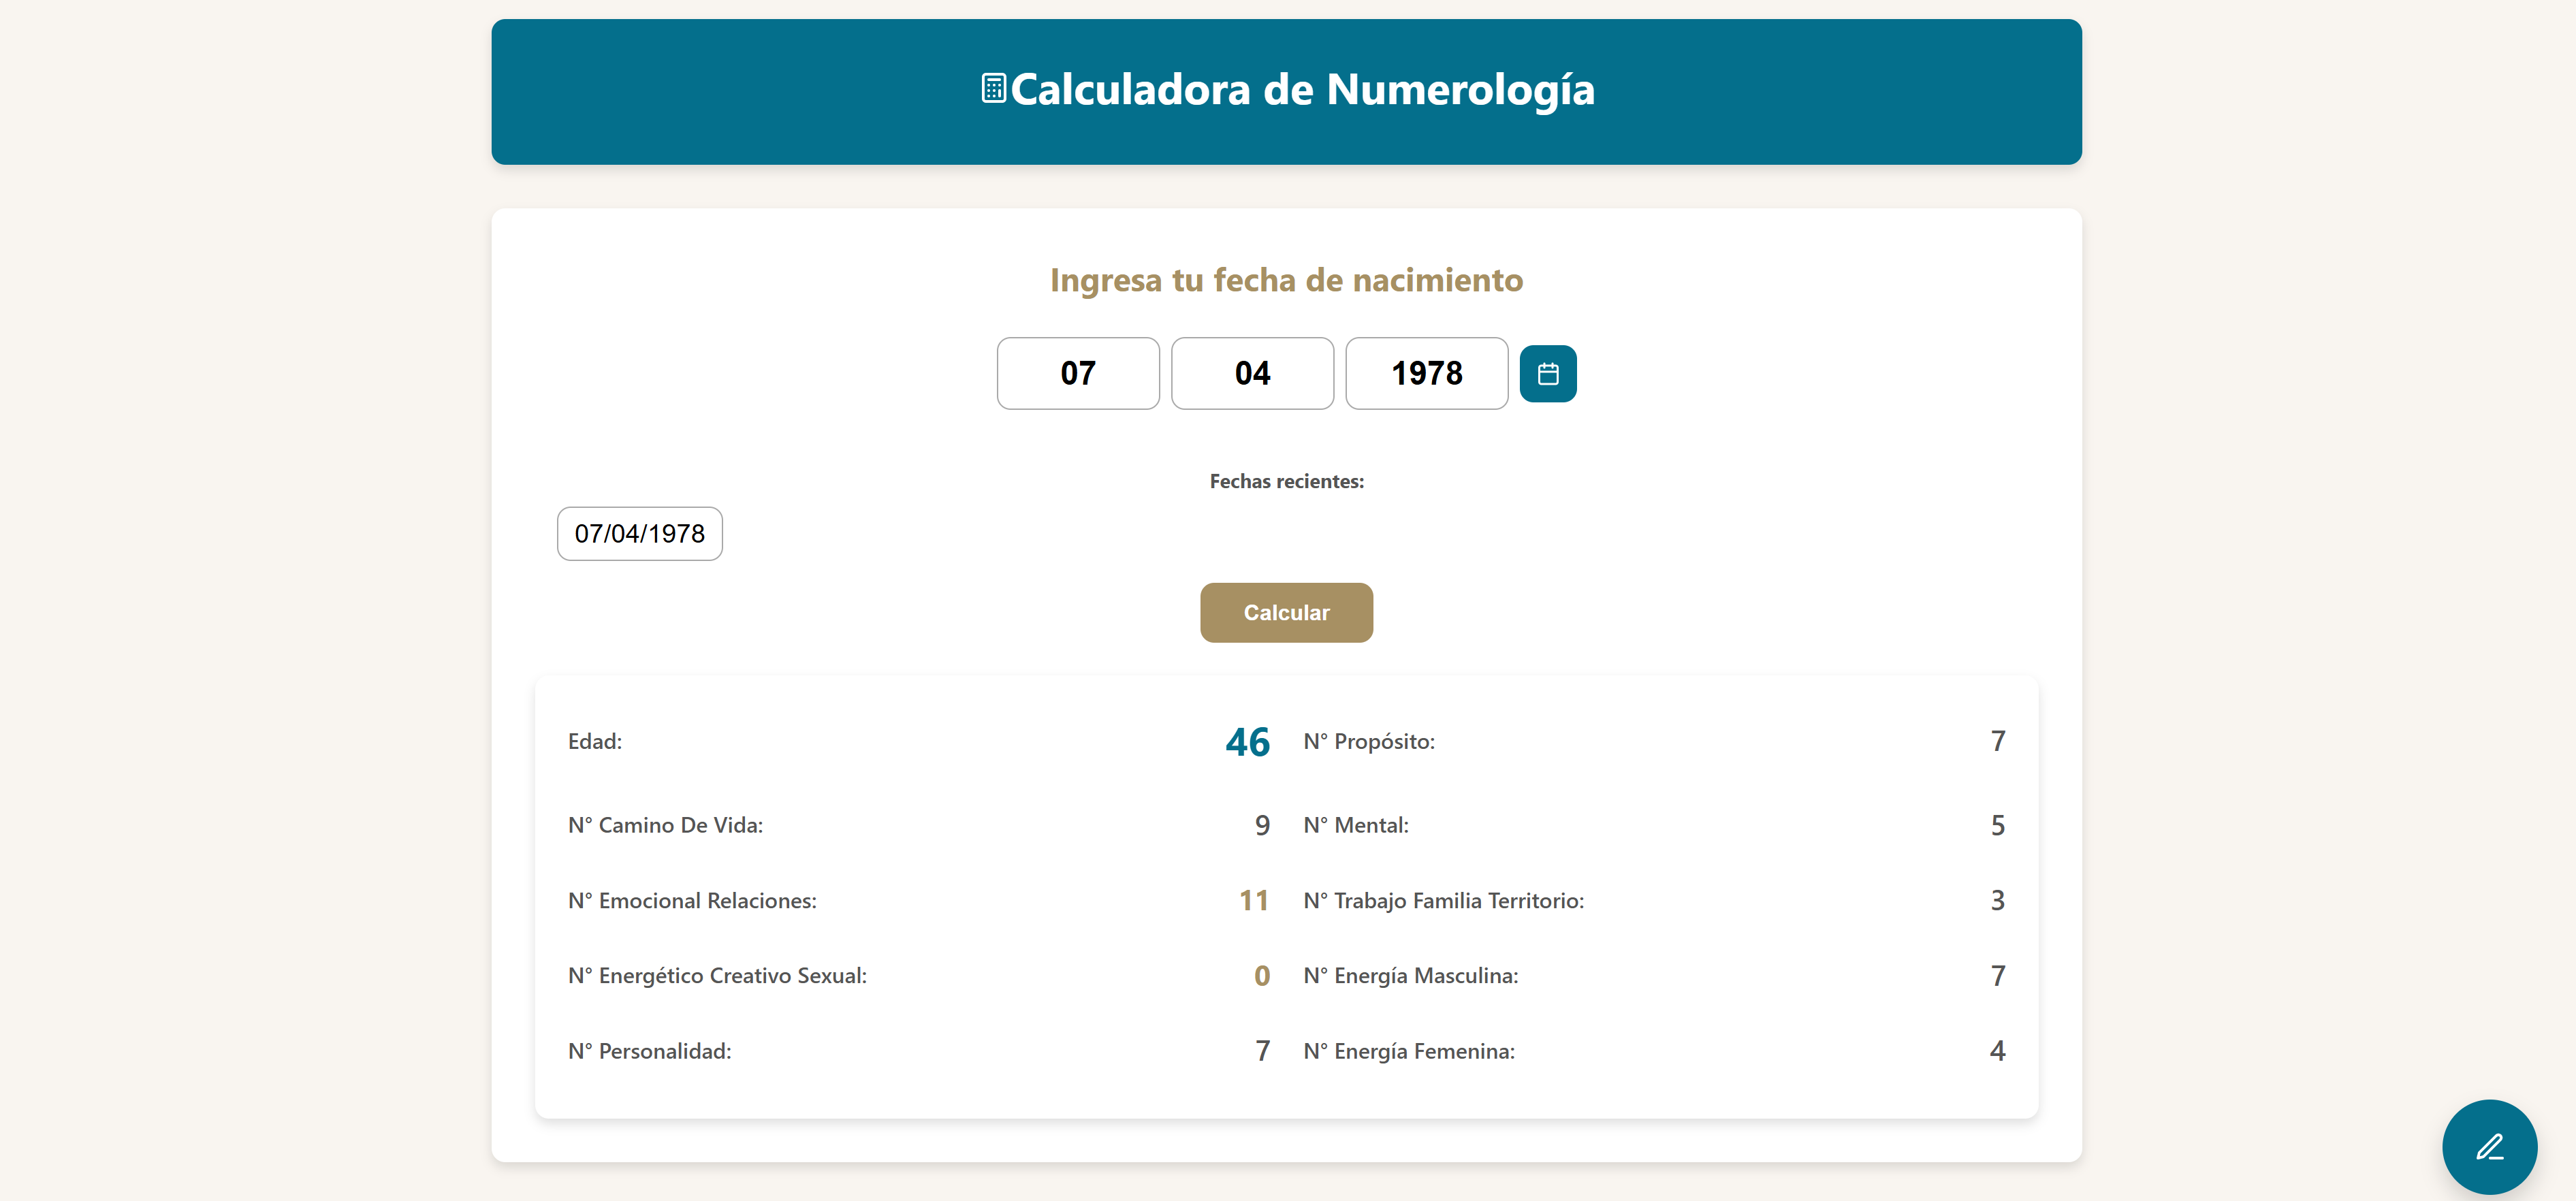 Calculadora de Numerología
Ingresa tu fecha de nacimiento
07 04 1978
Fechas recientes:
07/04/1978
Calcular
Edad: 46 N° Propósito: 7
N° Camino De Vida: 9 N° Mental: 5
N° Emocional Relaciones: 11 N° Trabajo Familia Territorio: 3
N° Energético Creativo Sexual: 0 N° Energía Masculina: 7
N° Personalidad: 7 N° Energía Femenina: 4